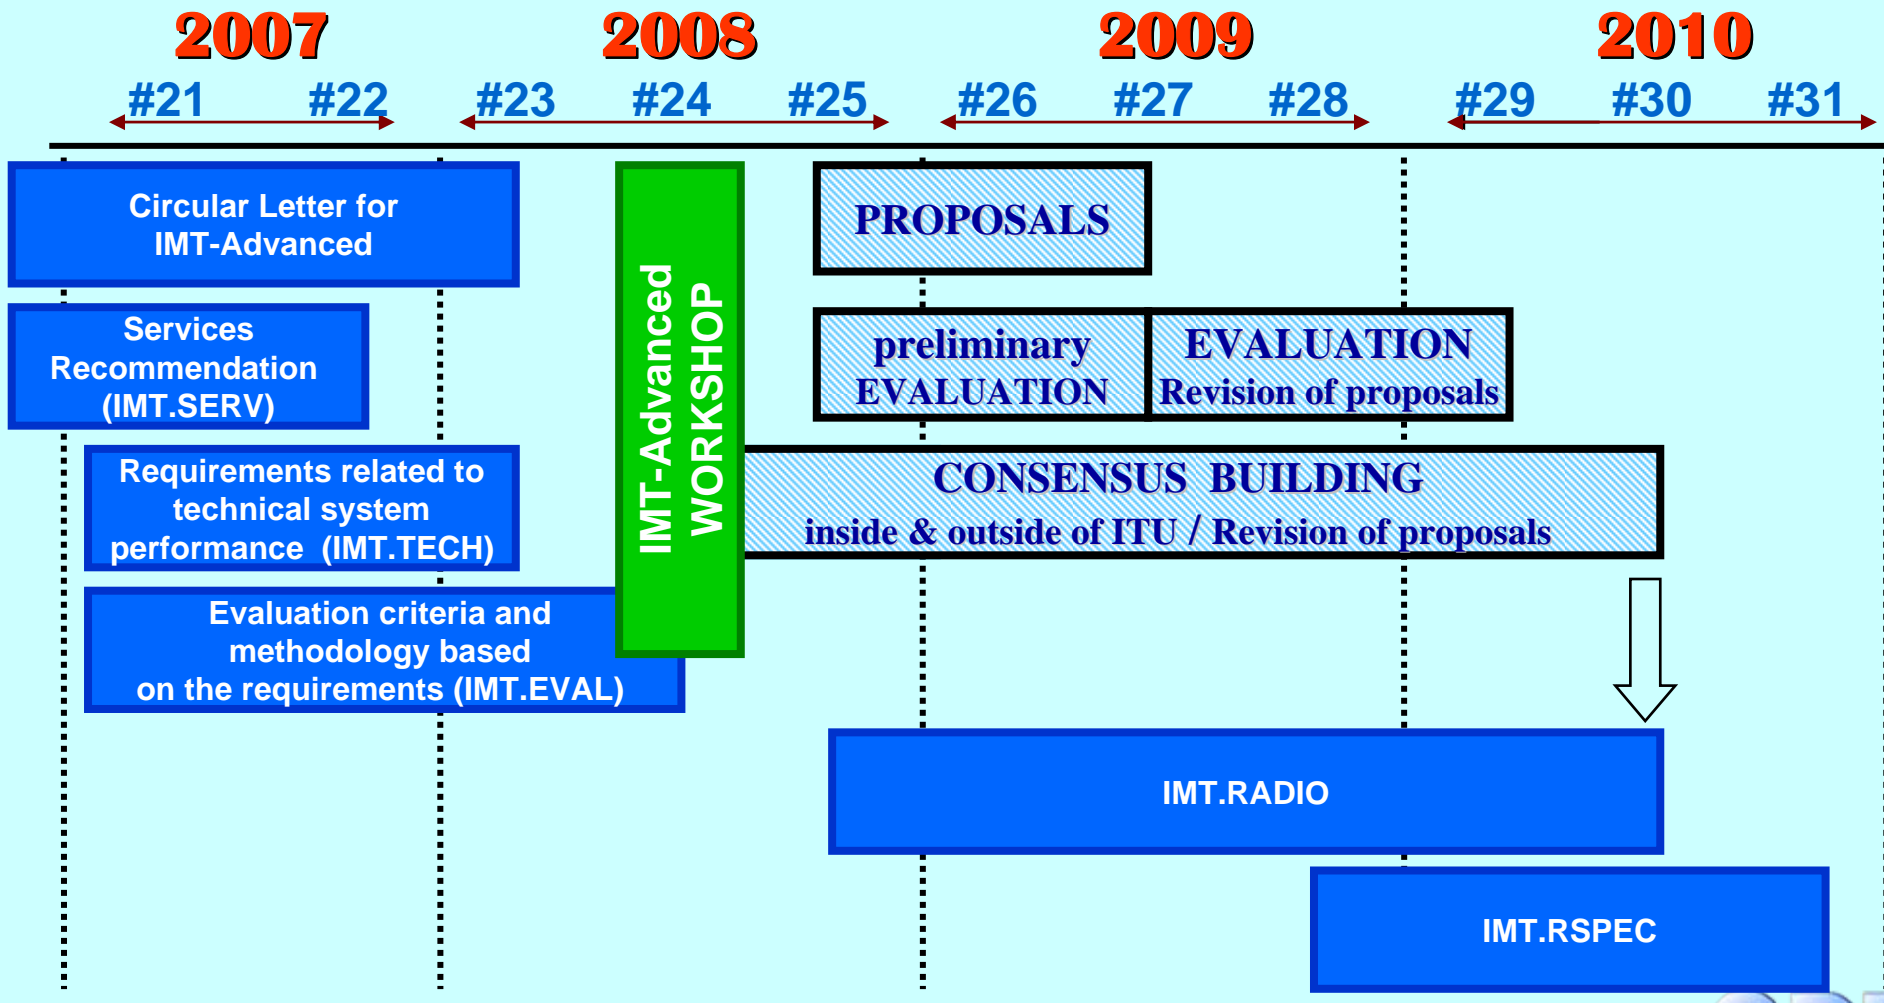 2007 2008 2009 2010
#21 #22 #23 #24 #25 #26 #27 #28 #29 #30 #31
Circular Letter for
IMT-Advanced
Services
Recommendation
(IMT.SERV)
Requirements related to
technical system
performance (IMT.TECH)
Evaluation criteria and
methodology based
on the requirements (IMT.EVAL)
IMT-Advanced
WORKSHOP
PROPOSALS
preliminary
EVALUATION
EVALUATION
Revision of proposals
CONSENSUS BUILDING
inside & outside of ITU / Revision of proposals
IMT.RADIO
IMT.RSPEC